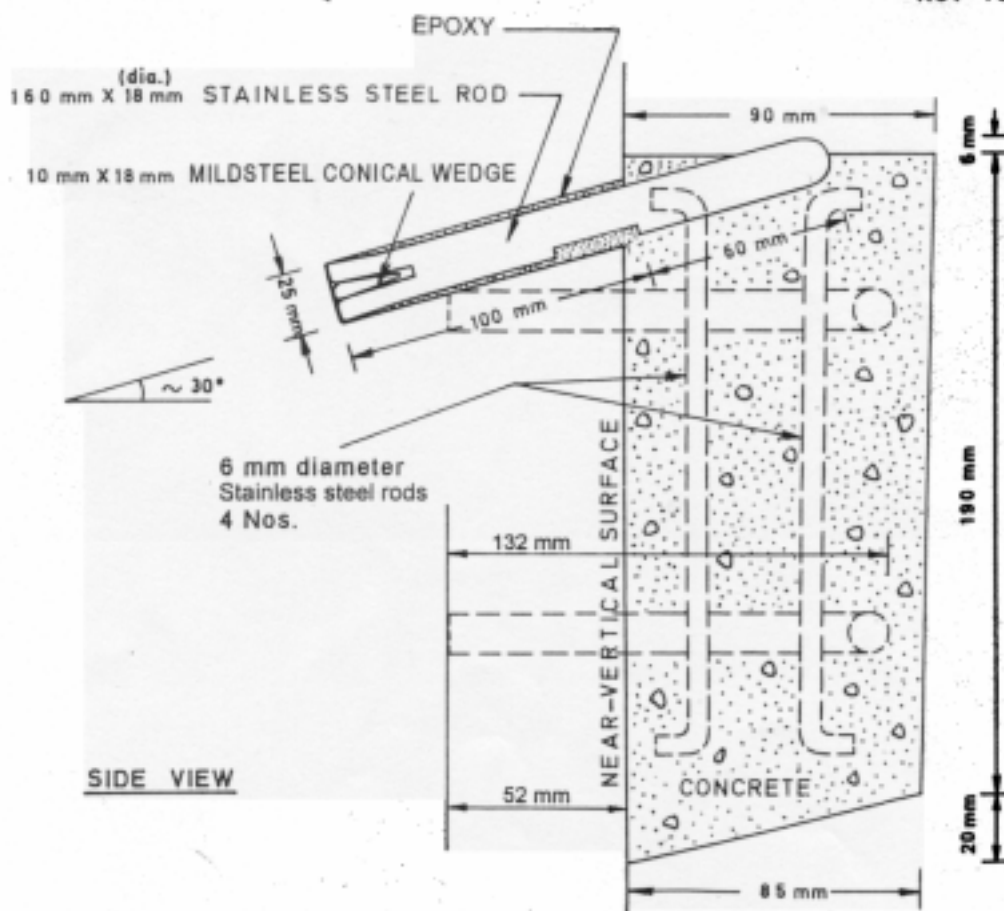 EPOXY
(dia.)
160 mm X 18 mm STAINLESS STEEL ROD
90 mm
6 mm
10 mm X 18 mm MILDSTEEL CONICAL WEDGE
60 mm
25 mm
100 mm
~ 30°
6 mm diameter
Stainless steel rods
4 Nos.
NEAR-VERTICAL SURFACE
190 mm
132 mm
SIDE VIEW
52 mm
CONCRETE
20 mm
85 mm